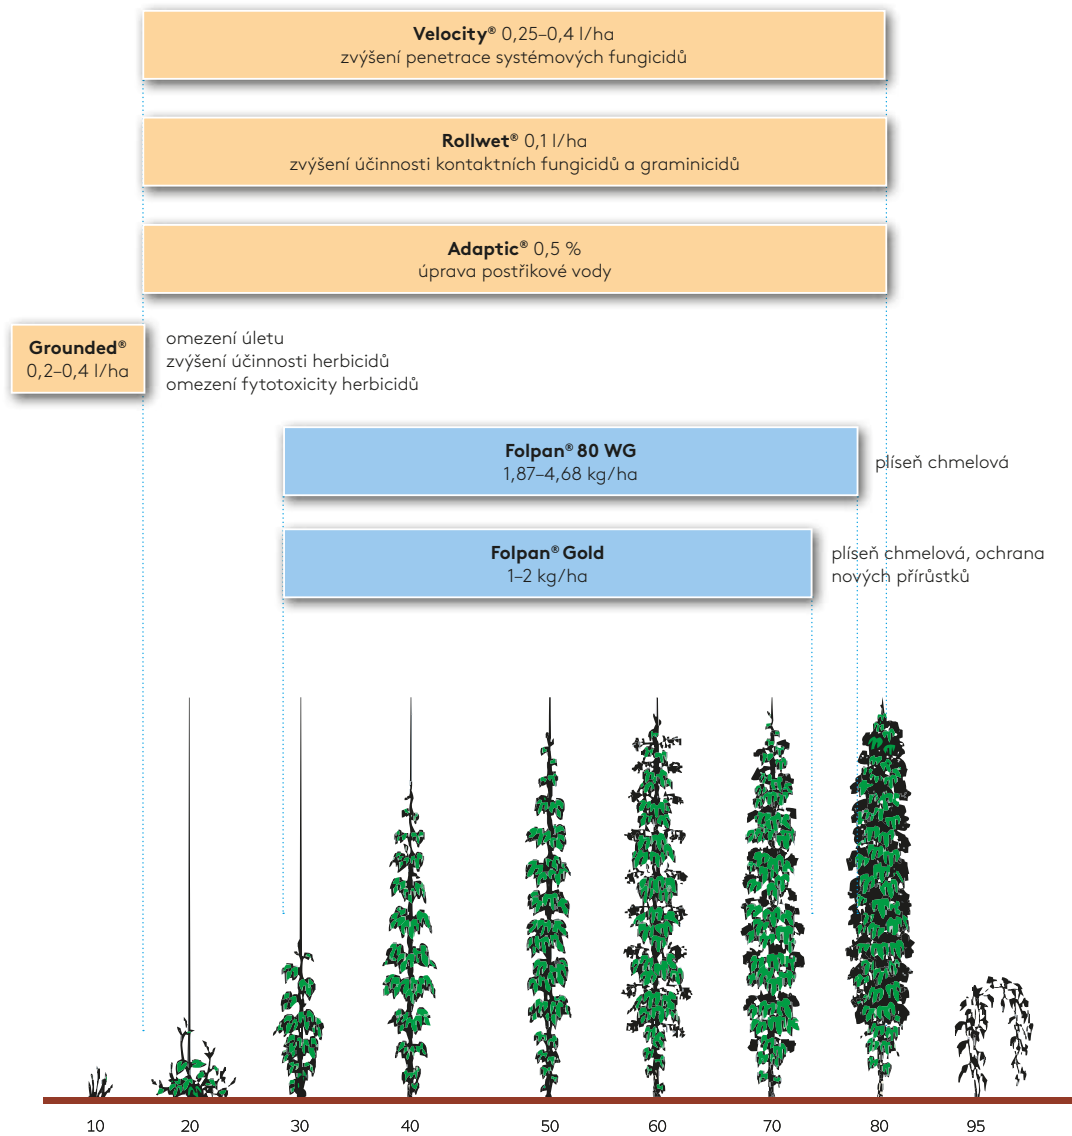 Velocity® 0,25–0,4 l/ha
zvýšení penetrace systémových fungicidů
Rollwet® 0,1 l/ha
zvýšení účinnosti kontaktních fungicidů a graminicidů
Adaptic® 0,5 %
úprava postřikové vody
Grounded®
0,2–0,4 l/ha
omezení úletu
zvýšení účinnosti herbicidů
omezení fytotoxicity herbicidů
Folpan® 80 WG
1,87–4,68 kg/ha
plíseň chmelová
Folpan® Gold
1–2 kg/ha
plíseň chmelová, ochrana
nových přírůstků
10 20 30 40 50 60 70 80 95